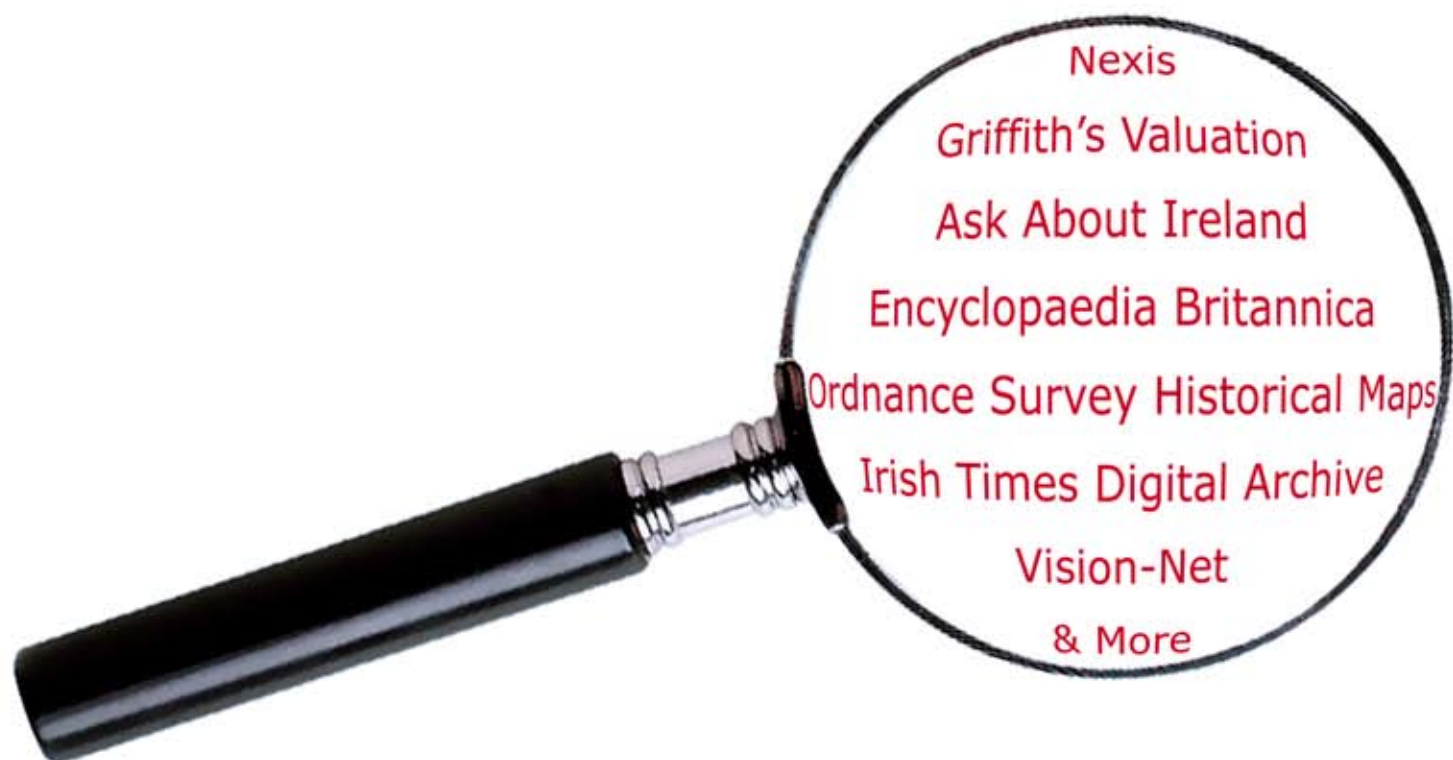 Nexis
Griffith's Valuation
Ask About Ireland
Encyclopaedia Britannica
Ordnance Survey Historical Maps
Irish Times Digital Archive
Vision-Net
& More